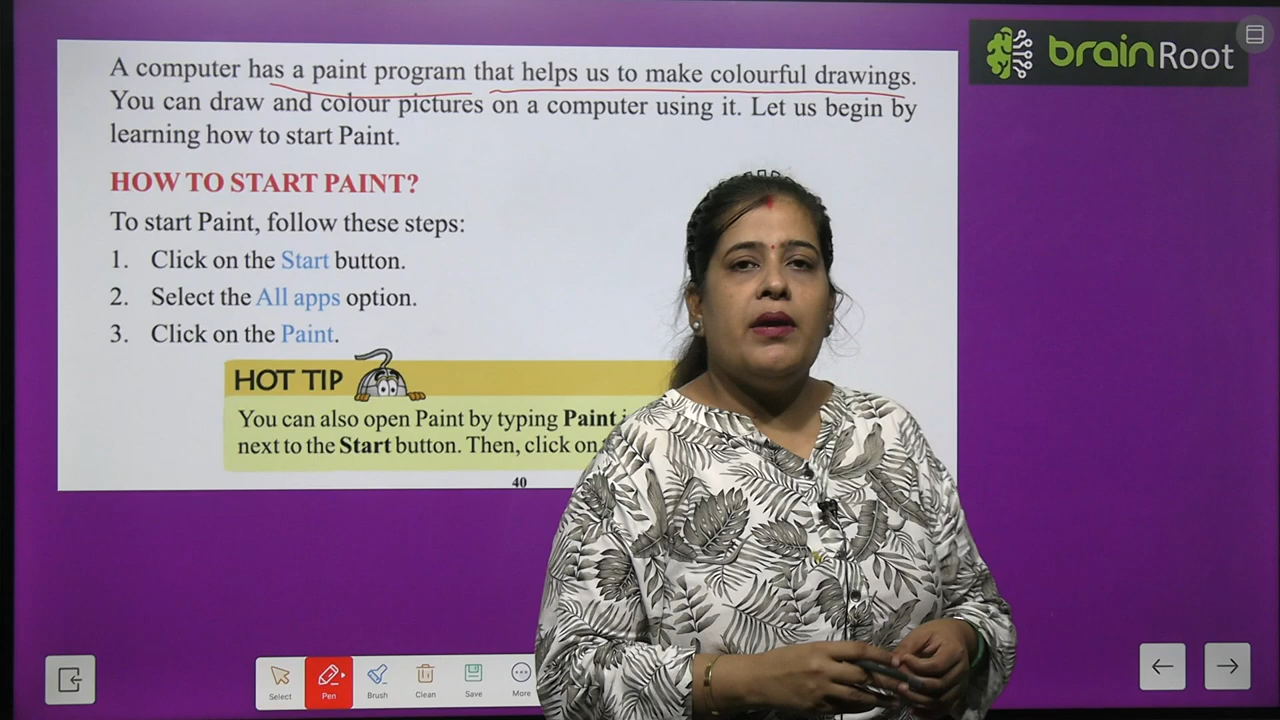 A computer has a paint program that helps us to make colourful drawings.
You can draw and colour pictures on a computer using it. Let us begin by
learning how to start Paint.
HOW TO START PAINT?
To start Paint, follow these steps:
1. Click on the Start button.
2. Select the All apps option.
3. Click on the Paint.
HOT TIP
You can also open Paint by typing Paint
next to the Start button. Then, click on
40
brainRoot
Select Pen Brush Clean Save More